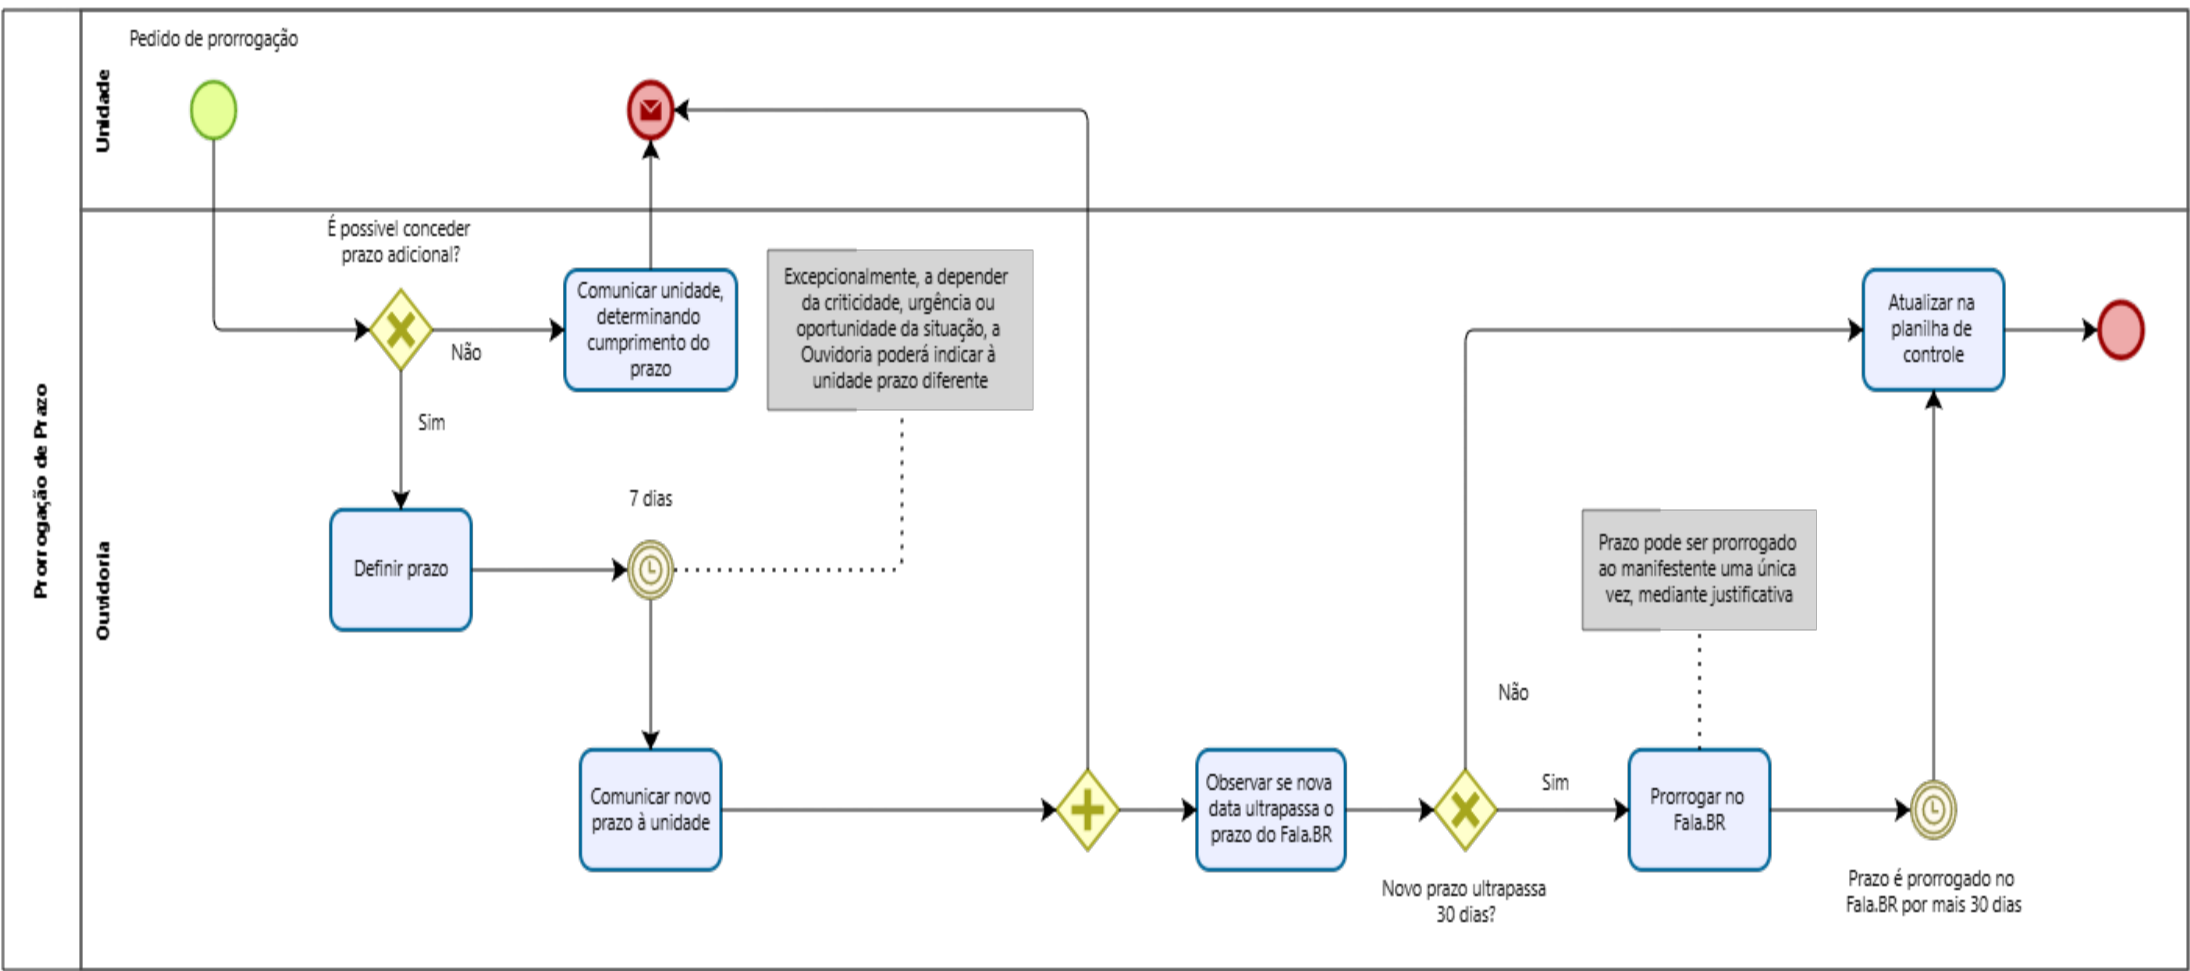 Prorrogação de Prazo
Unidade
Pedido de prorrogação
Ouvidoria
É possivel conceder
prazo adicional?
Não
Sim
Comunicar unidade,
determinando
cumprimento do
prazo
Excepcionalmente, a depender
da criticidade, urgência ou
oportunidade da situação, a
Ouvidoria poderá indicar à
unidade prazo diferente
Definir prazo
7 dias
Comunicar novo
prazo à unidade
Observar se nova
data ultrapassa o
prazo do Fala.BR
Novo prazo ultrapassa
30 dias?
Não
Sim
Prazo pode ser prorrogado
ao manifestente uma única
vez, mediante justificativa
Prorrogar no
Fala.BR
Prazo é prorrogado no
Fala.BR por mais 30 dias
Atualizar na
planilha de
controle